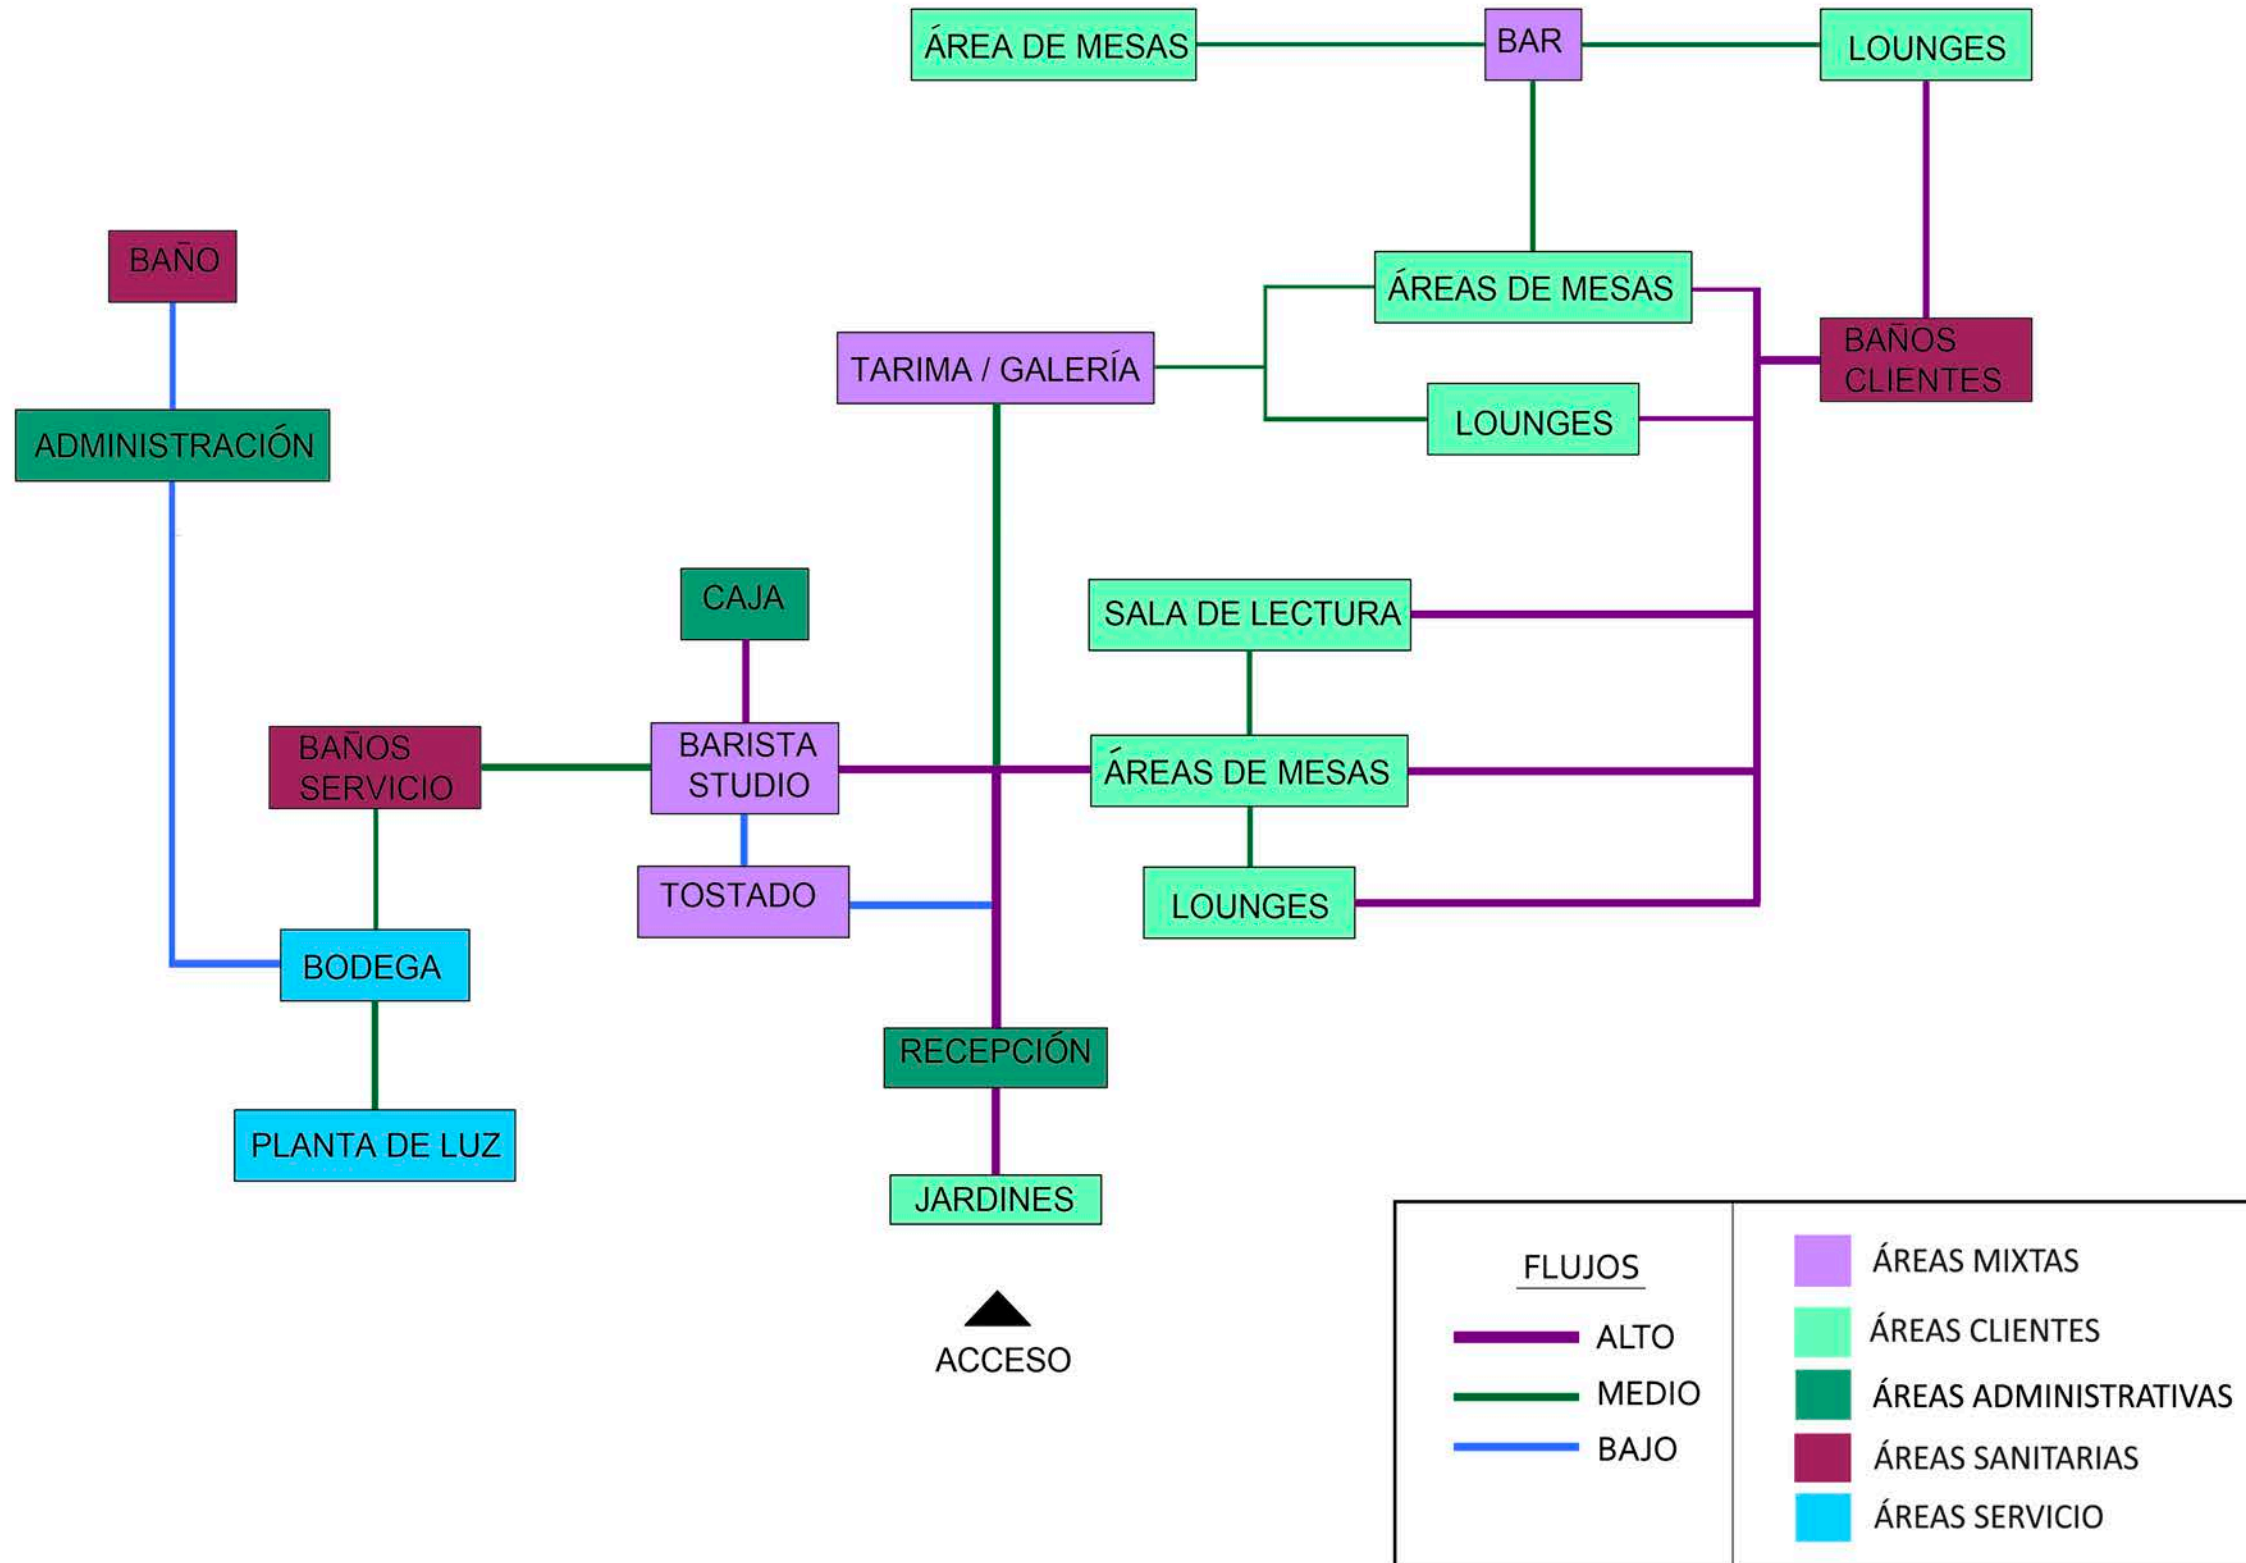 ÁREA DE MESAS
BAR
LOUNGES
BAÑO
ÁREAS DE MESAS
TARIMA / GALERÍA
BAÑOS
CLIENTES
LOUNGES
ADMINISTRACIÓN
CAJA
SALA DE LECTURA
BAÑOS
SERVICIO
BARISTA
STUDIO
ÁREAS DE MESAS
TOSTADO
LOUNGES
BODEGA
RECEPCIÓN
PLANTA DE LUZ
JARDINES
ACCESO
FLUJOS
ALTO
MEDIO
BAJO
ÁREAS MIXTAS
ÁREAS CLIENTES
ÁREAS ADMINISTRATIVAS
ÁREAS SANITARIAS
ÁREAS SERVICIO